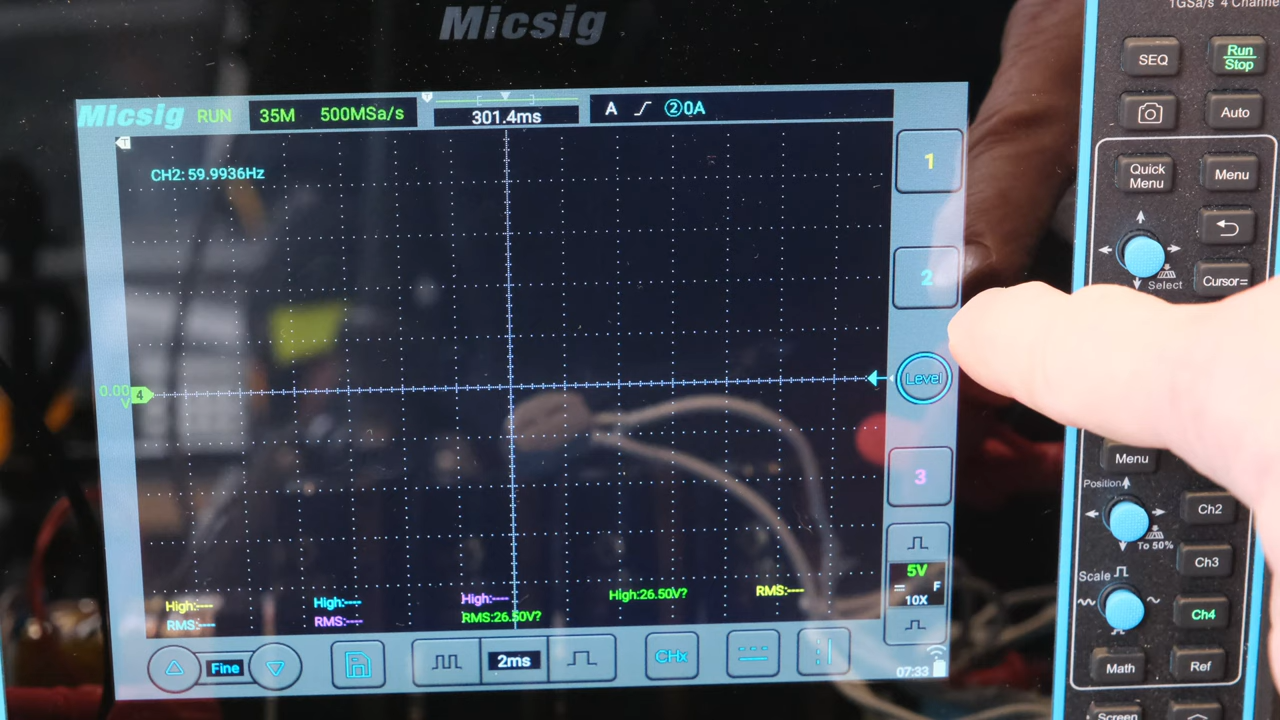 Micsig
1GSa/s 4 Channe
Micsig RUN 35M 500MSa/s 301.4ms A ②0A
CH2: 59.9936Hz
0.00
V
4
1
2
Level
3
5V
F
10X
High:---- High:---- High:---- High:26.50V? RMS:----
RMS:---- RMS:---- RMS:26.50V?
Fine 2ms CHx
07:33
SEQ Run
Stop
Auto
Quick
Menu
Menu
Select
Cursor
Menu
Position
Ch2
To 50%
Ch3
Scale
Ch4
Math Ref
Screen